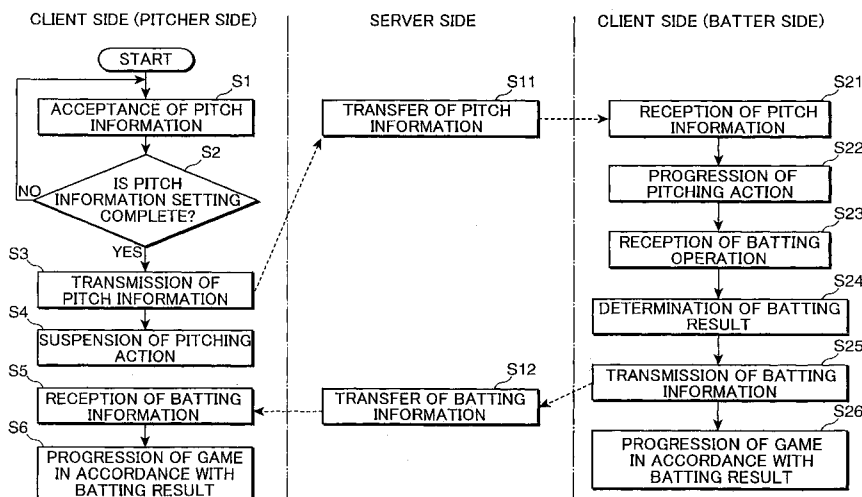 CLIENT SIDE (PITCHER SIDE)
SERVER SIDE
CLIENT SIDE (BATTER SIDE)
START
S1
ACCEPTANCE OF PITCH
INFORMATION
S2
NO
IS PITCH
INFORMATION SETTING
COMPLETE?
YES
S3
TRANSMISSION OF
PITCH INFORMATION
S4
SUSPENSION OF PITCHING
ACTION
S5
RECEPTION OF BATTING
INFORMATION
S6
PROGRESSION OF GAME
IN ACCORDANCE WITH
BATTING RESULT
S11
TRANSFER OF PITCH
INFORMATION
S12
TRANSFER OF BATTING
INFORMATION
S21
RECEPTION OF PITCH
INFORMATION
S22
PROGRESSION OF
PITCHING ACTION
S23
RECEPTION OF BATTING
OPERATION
S24
DETERMINATION OF BATTING
RESULT
S25
TRANSMISSION OF BATTING
INFORMATION
S26
PROGRESSION OF GAME
IN ACCORDANCE WITH
BATTING RESULT